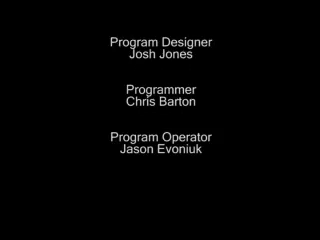 Program Designer
Josh Jones
Programmer
Chris Barton
Program Operator
Jason Evoniuk